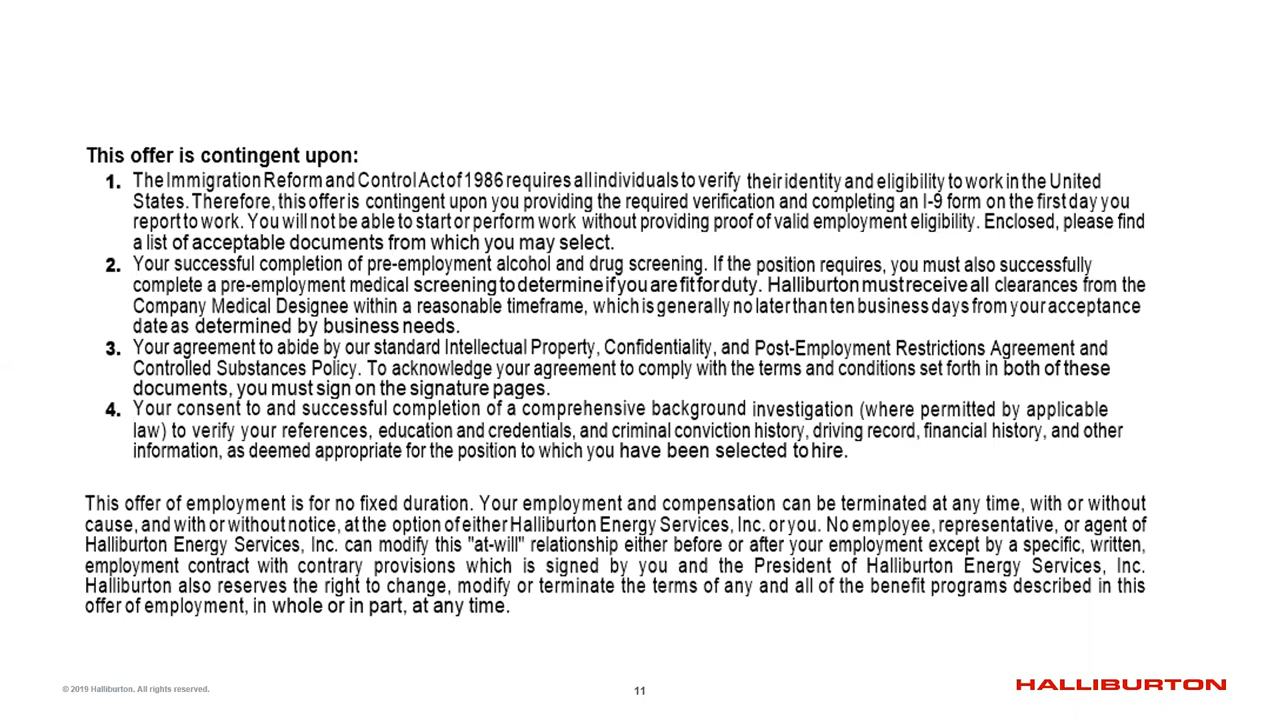 This offer is contingent upon:
1. The Immigration Reform and Control Act of 1986 requires all individuals to verify their identity and eligibility to work in the United
States. Therefore, this offer is contingent upon you providing the required verification and completing an I-9 form on the first day you
report to work. You will not be able to start or perform work without providing proof of valid employment eligibility. Enclosed, please find
a list of acceptable documents from which you may select.
2. Your successful completion of pre-employment alcohol and drug screening. If the position requires, you must also successfully
complete a pre-employment medical screening to determine if you are fit for duty. Halliburton must receive all clearances from the
Company Medical Designee within a reasonable timeframe, which is generally no later than ten business days from your acceptance
date as determined by business needs.
3. Your agreement to abide by our standard Intellectual Property, Confidentiality, and Post-Employment Restrictions Agreement and
Controlled Substances Policy. To acknowledge your agreement to comply with the terms and conditions set forth in both of these
documents, you must sign on the signature pages.
4. Your consent to and successful completion of a comprehensive background investigation (where permitted by applicable
law) to verify your references, education and credentials, and criminal conviction history, driving record, financial history, and other
information, as deemed appropriate for the position to which you have been selected to hire.
This offer of employment is for no fixed duration. Your employment and compensation can be terminated at any time, with or without
cause, and with or without notice, at the option of either Halliburton Energy Services, Inc. or you. No employee, representative, or agent of
Halliburton Energy Services, Inc. can modify this "at-will" relationship either before or after your employment except by a specific, written,
employment contract with contrary provisions which is signed by you and the President of Halliburton Energy Services, Inc.
Halliburton also reserves the right to change, modify or terminate the terms of any and all of the benefit programs described in this
offer of employment, in whole or in part, at any time.
© 2019 Halliburton. All rights reserved.
11
HALLIBURTON